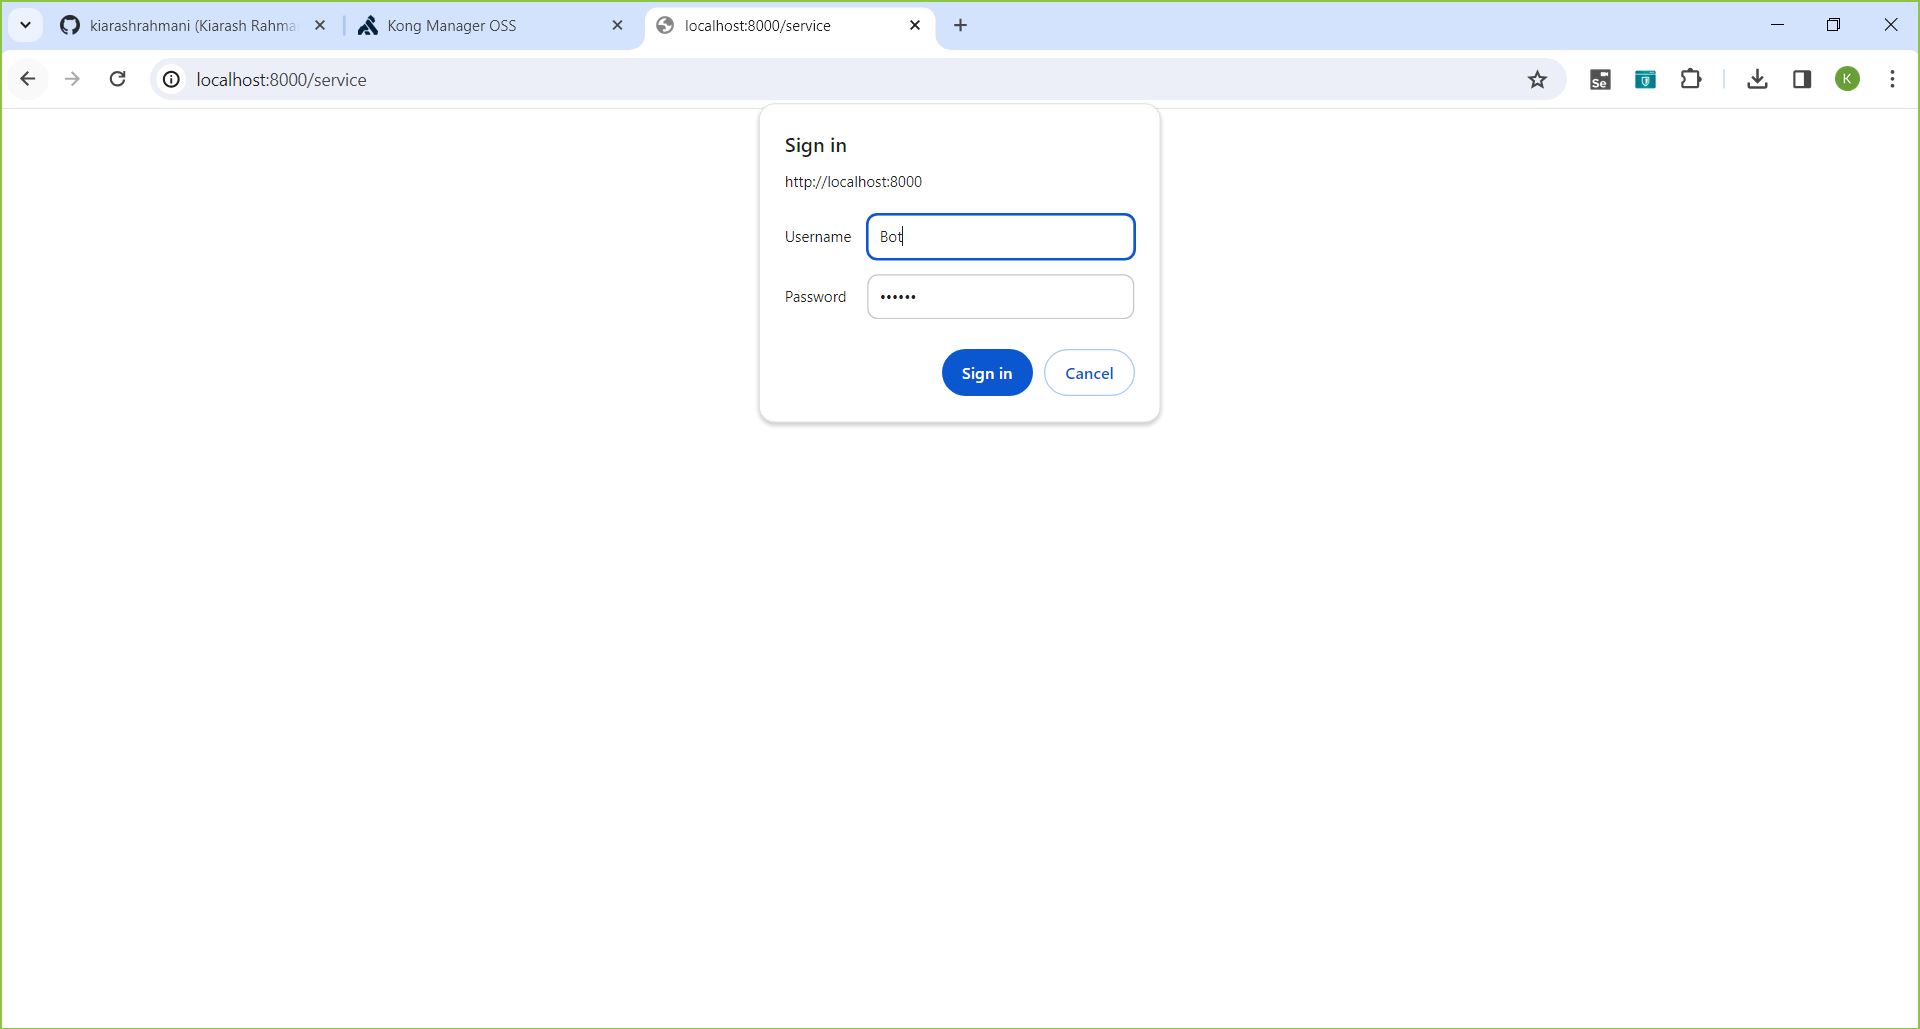 kiarashrahmani (Kiarash Rahma
Kong Manager OSS
localhost:8000/service
localhost:8000/service
Se
K
Sign in
http://localhost:8000
Username
Bot
Password
••••••
Sign in
Cancel